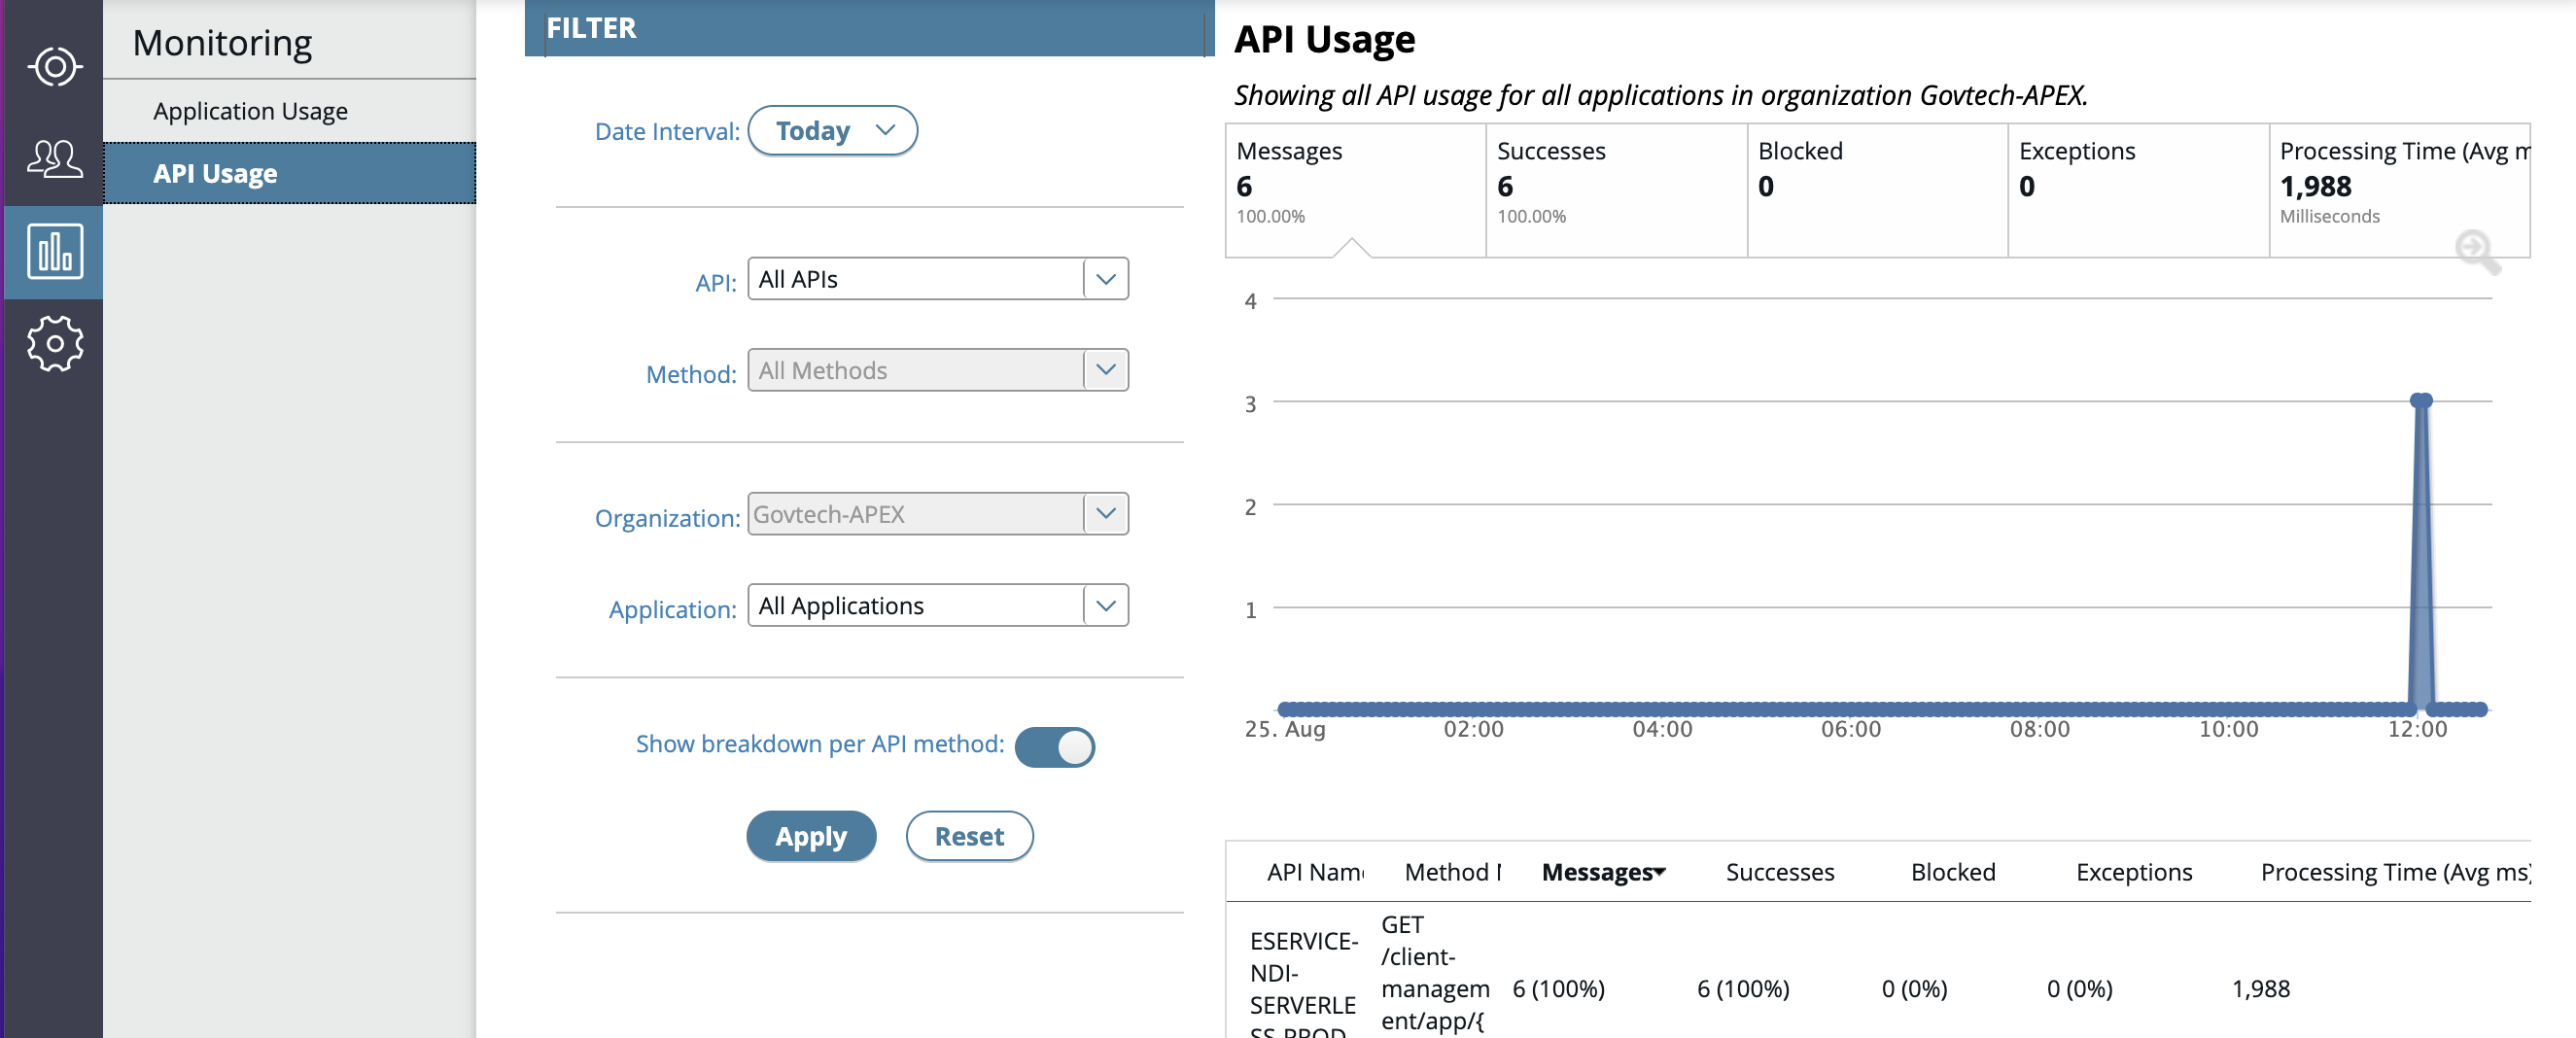 Monitoring
Application Usage
API Usage
FILTER
Date Interval: Today
API: All APIs
Method: All Methods
Organization: Govtech-APEX
Application: All Applications
Show breakdown per API method:
Apply Reset
API Usage
Showing all API usage for all applications in organization Govtech-APEX.
Messages Successes Blocked Exceptions Processing Time (Avg m
6 6 0 0 1,988
100.00% 100.00% Milliseconds
4
3
2
1
25. Aug 02:00 04:00 06:00 08:00 10:00 12:00
API Name Method Messages Successes Blocked Exceptions Processing Time (Avg ms)
ESERVICE-
NDI-
SERVERLE
SS-PROD
GET
/client-
managem
ent/app/{
6 (100%) 6 (100%) 0 (0%) 0 (0%) 1,988